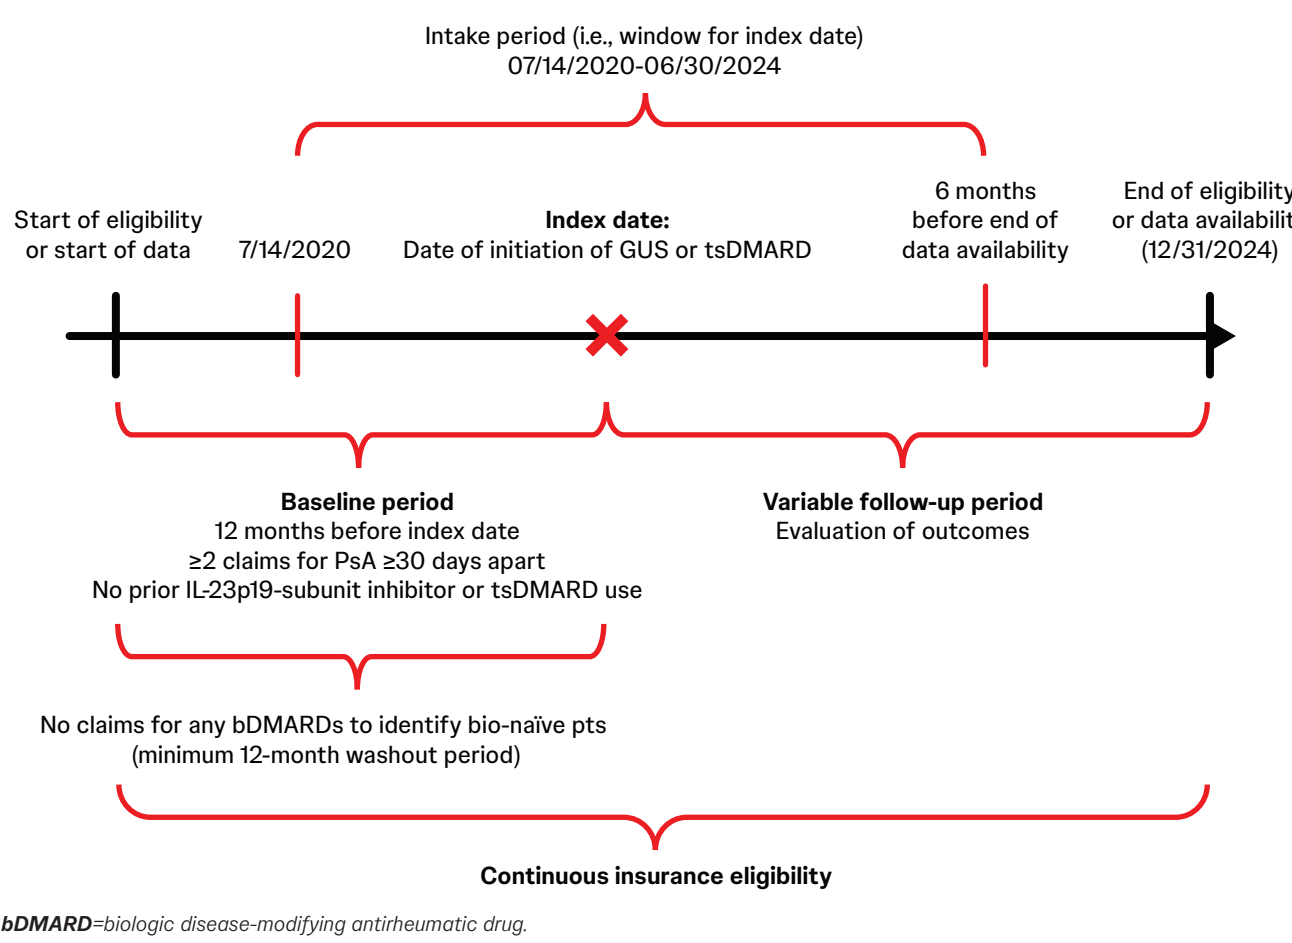 Intake period (i.e., window for index date)
07/14/2020-06/30/2024
Start of eligibility
or start of data
7/14/2020
Index date:
Date of initiation of GUS or tsDMARD
6 months
before end of
data availability
End of eligibility
or data availabilit
(12/31/2024)
Baseline period
12 months before index date
≥2 claims for PsA ≥30 days apart
No prior IL-23p19-subunit inhibitor or tsDMARD use
Variable follow-up period
Evaluation of outcomes
No claims for any bDMARDs to identify bio-naïve pts
(minimum 12-month washout period)
Continuous insurance eligibility
bDMARD=biologic disease-modifying antirheumatic drug.